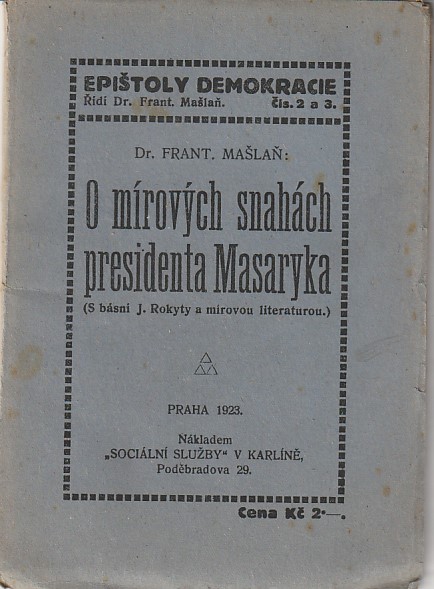 EPIŠTOLY DEMOKRACIE
Řídí Dr. Frant. Mašlaň. čís. 2 a 3.
Dr. FRANT. MAŠLAŇ:
O mírových snahách
presidenta Masaryka
(S básní J. Rokyty a mírovou literaturou.)
PRAHA 1923.
Nákladem
„SOCIÁLNÍ SLUŽBY" V KARLÍNĚ,
Poděbradova 29.
Cena Kč 2·—.